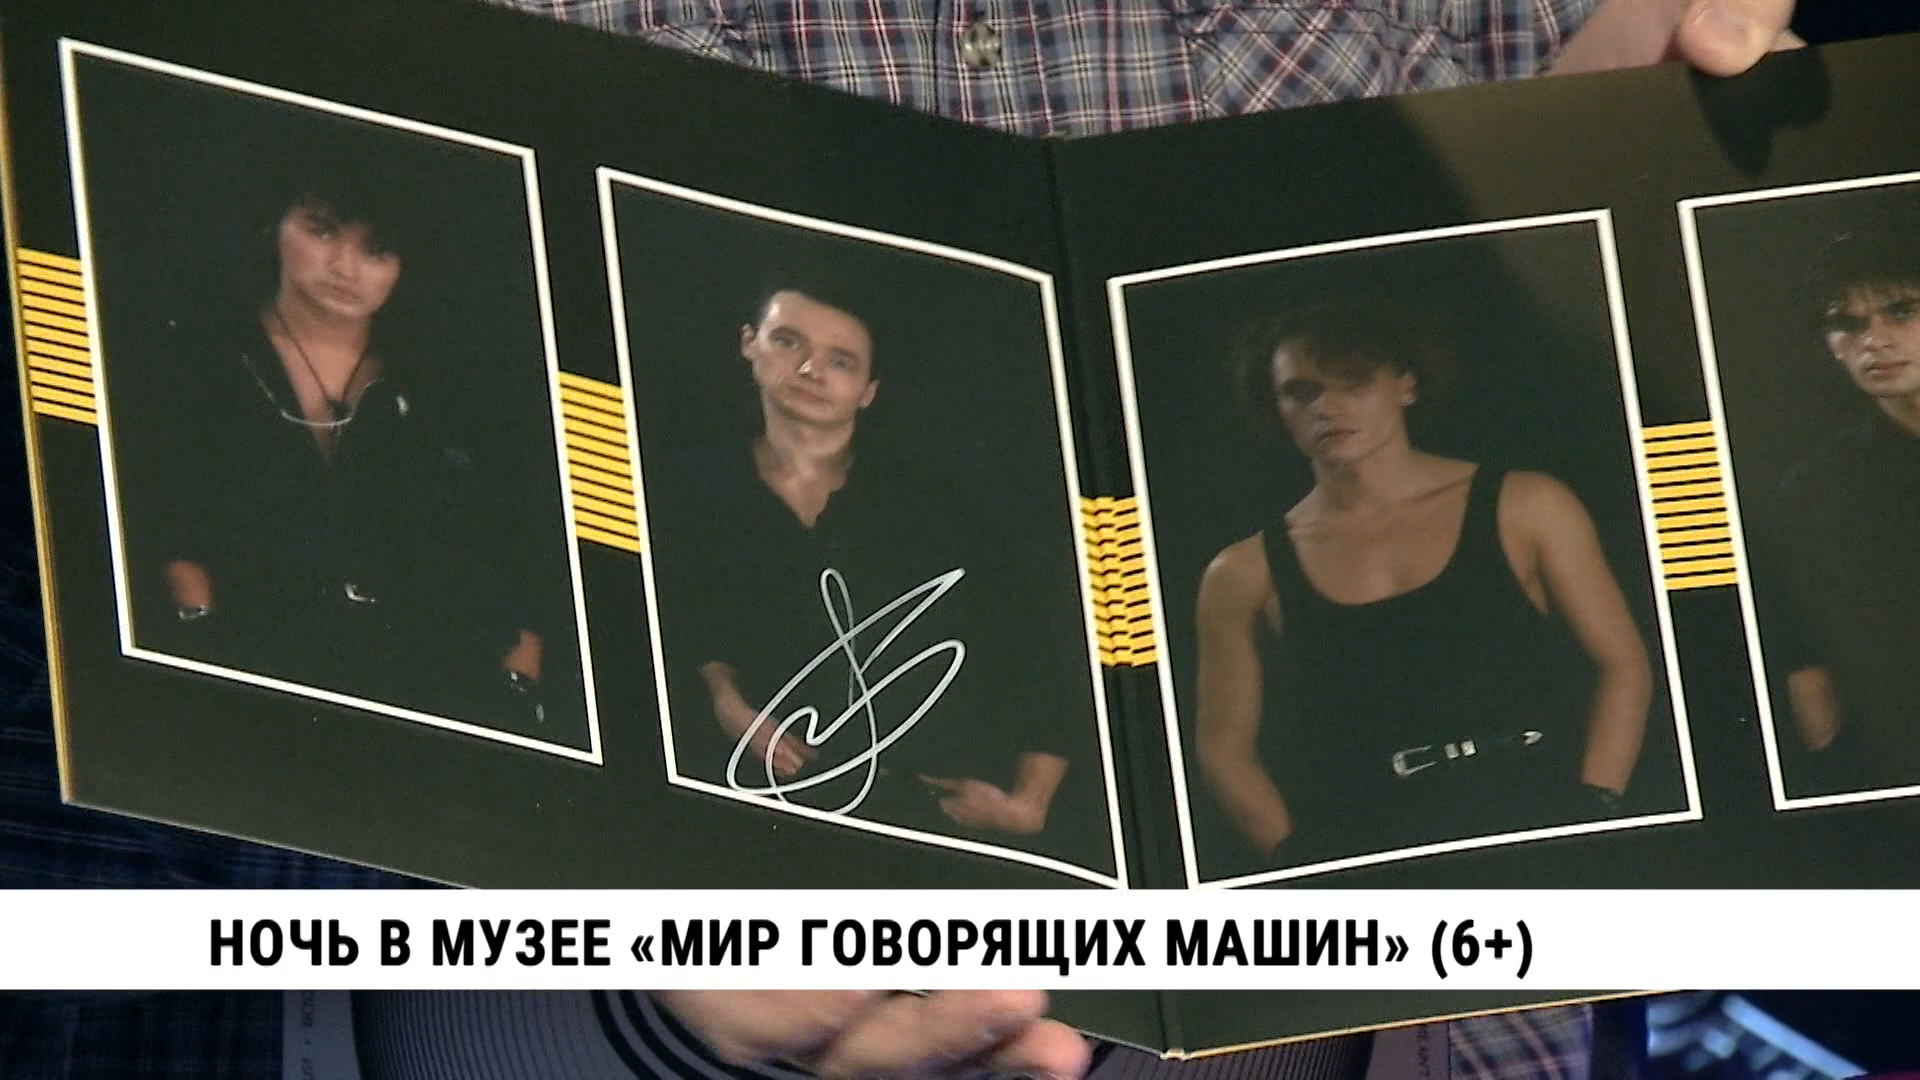 НОЧЬ В МУЗЕЕ «МИР ГОВОРЯЩИХ МАШИН» (6+)